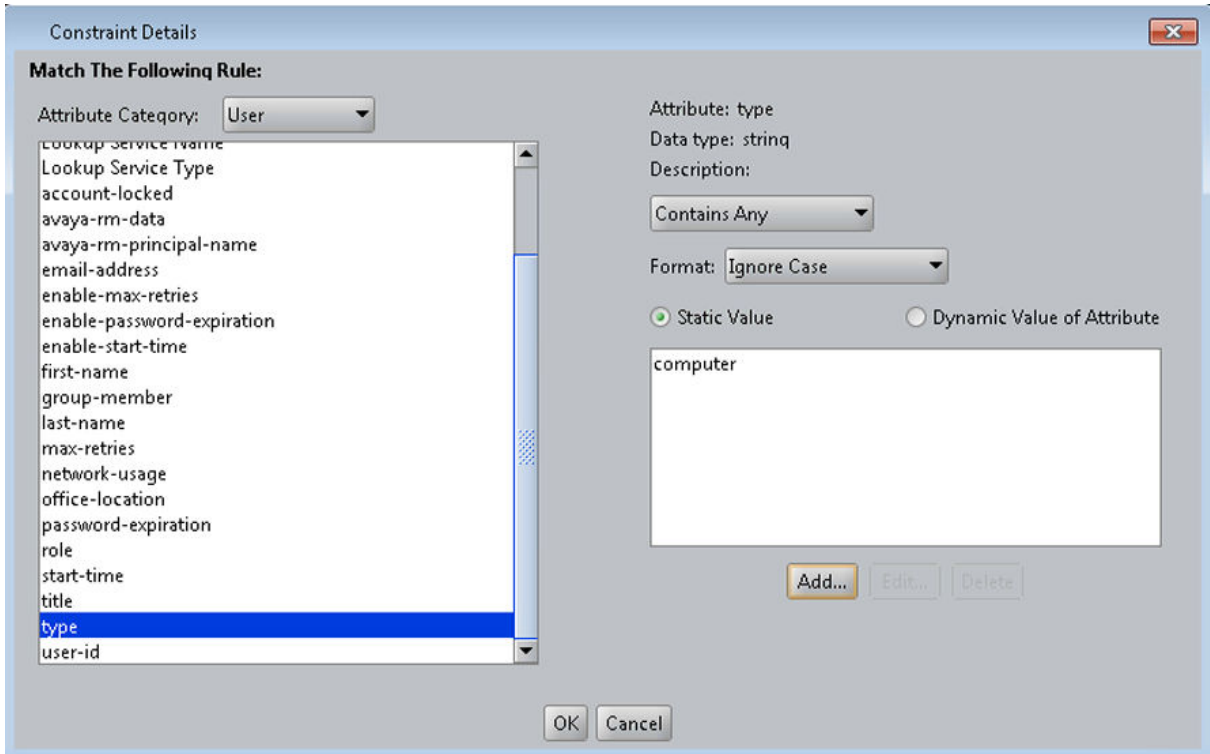 Constraint Details
Match The Following Rule:
Attribute Category: User
Lookup Service Name
Lookup Service Type
account-locked
avaya-rm-data
avaya-rm-principal-name
email-address
enable-max-retries
enable-password-expiration
enable-start-time
first-name
group-member
last-name
max-retries
network-usage
office-location
password-expiration
role
start-time
title
type
user-id
Attribute: type
Data type: string
Description:
Contains Any
Format: Ignore Case
Static Value Dynamic Value of Attribute
computer
Add... Edit... Delete
OK Cancel